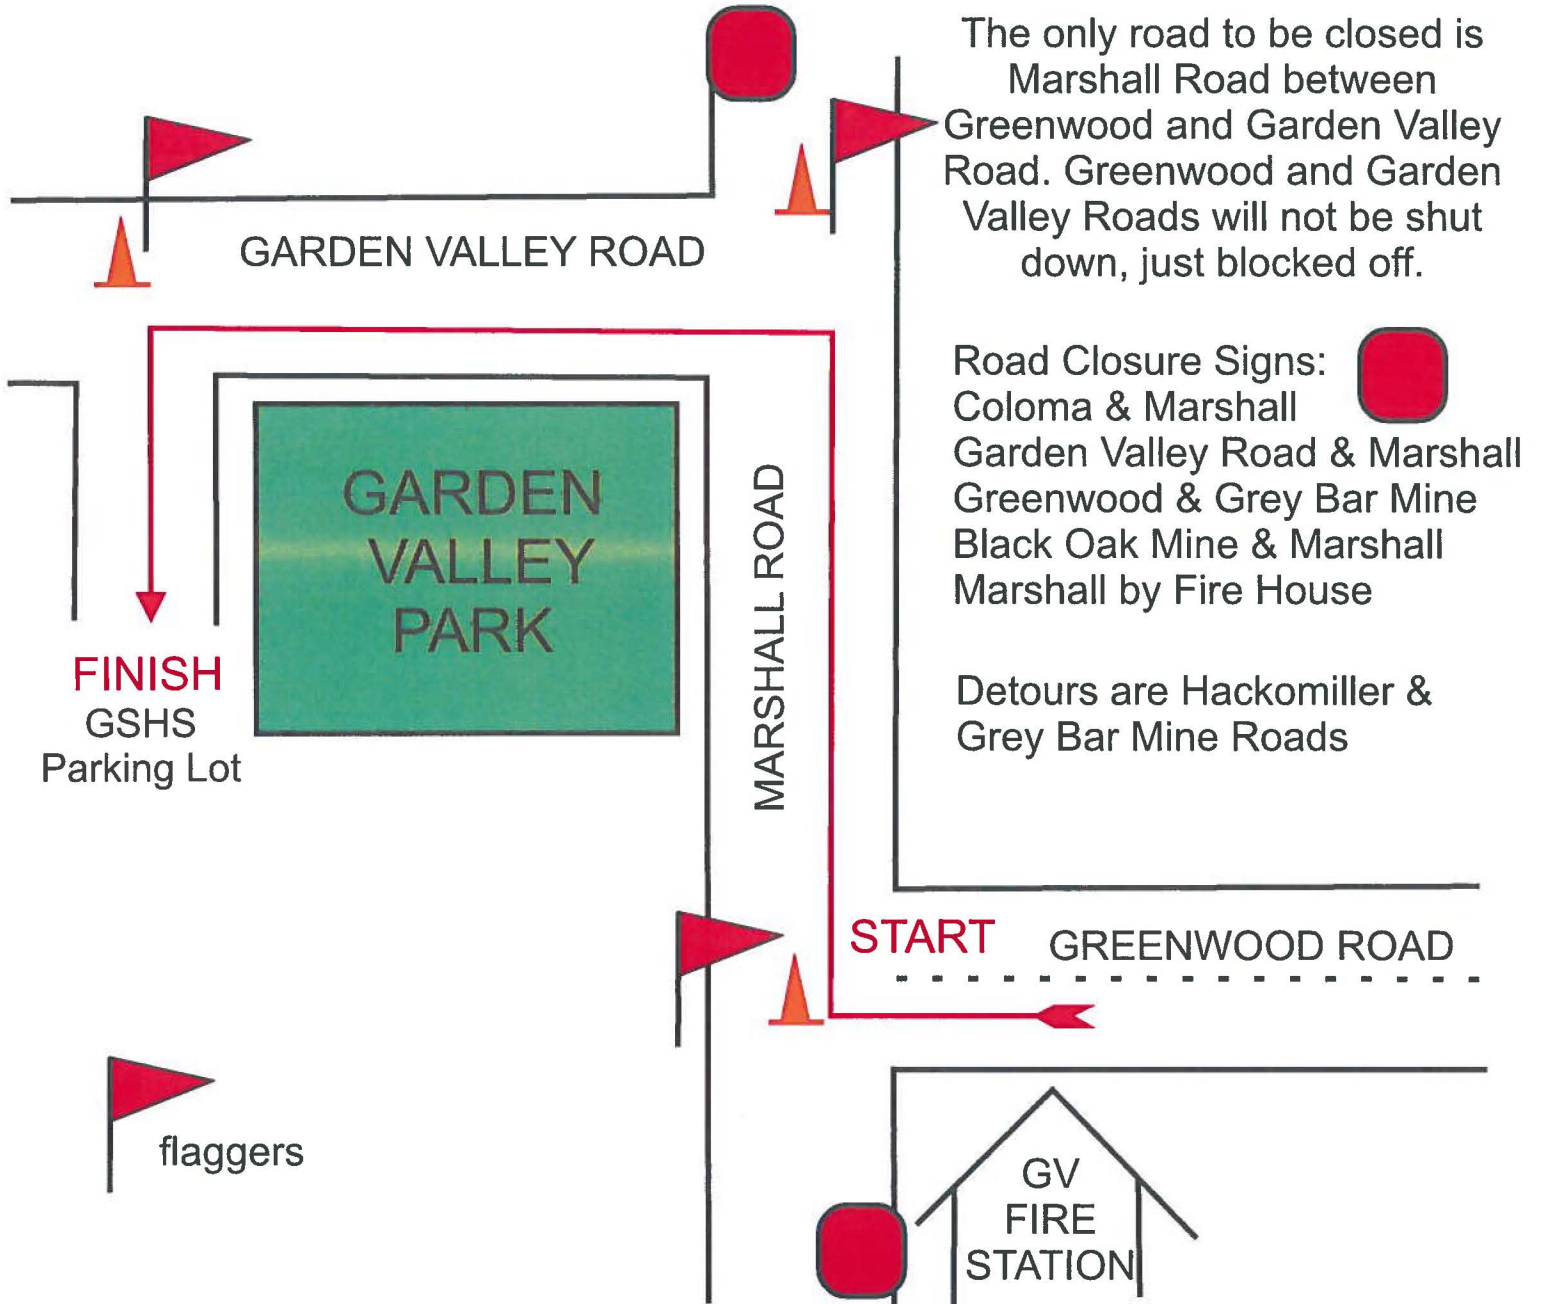 The only road to be closed is
Marshall Road between
Greenwood and Garden Valley
Road. Greenwood and Garden
Valley Roads will not be shut
down, just blocked off.
GARDEN VALLEY ROAD
Road Closure Signs:
Coloma & Marshall
Garden Valley Road & Marshall
Greenwood & Grey Bar Mine
Black Oak Mine & Marshall
Marshall by Fire House
Detours are Hackomiller &
Grey Bar Mine Roads
GARDEN
VALLEY
PARK
MARSHALL ROAD
FINISH
GSHS
Parking Lot
START
GREENWOOD ROAD
flaggers
GV
FIRE
STATION